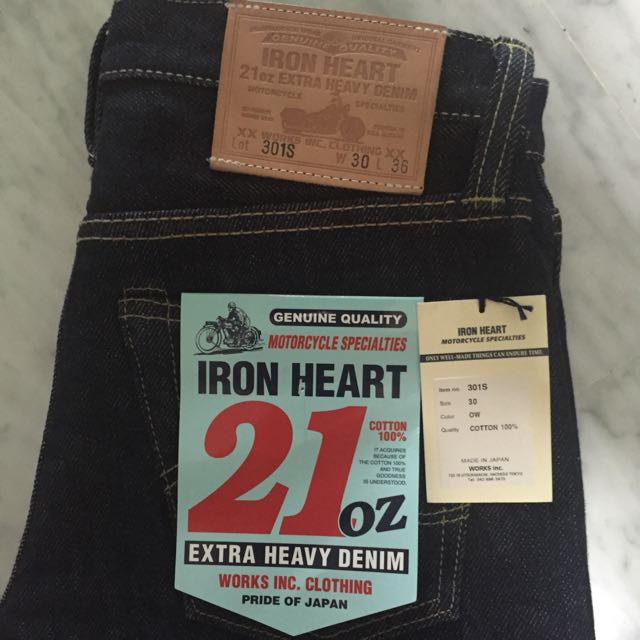 GENUINE QUALITY
IRON HEART
21oz EXTRA HEAVY DENIM
MOTORCYCLE SPECIALTIES
XX WORKS INC. CLOTHING XX
Lot 301S W 30 L 36
GENUINE QUALITY
MOTORCYCLE SPECIALTIES
IRON HEART
21oz
COTTON
100%
IT ACQUIRES
BECAUSE OF
THE COTTON 100%
AND TRUE
GOODNESS
IS UNDERSTOOD.
EXTRA HEAVY DENIM
WORKS INC. CLOTHING
PRIDE OF JAPAN
IRON HEART
MOTORCYCLE SPECIALTIES
ONLY WELL-MADE THINGS CAN ENDURE TIME.
Item no: 301S
Size 30
Color OW
Quality COTTON 100%
MADE IN JAPAN
WORKS inc.